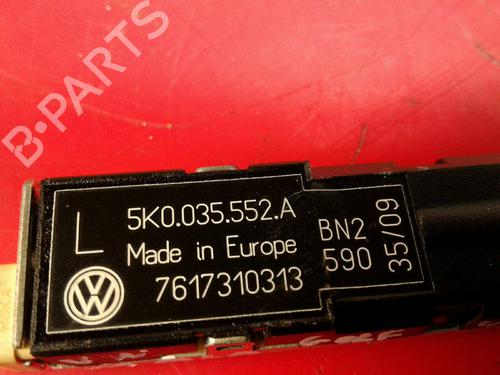 B-PARTS
L
5K0.035.552.A
Made in Europe
7617310313
BN2
590
35/09